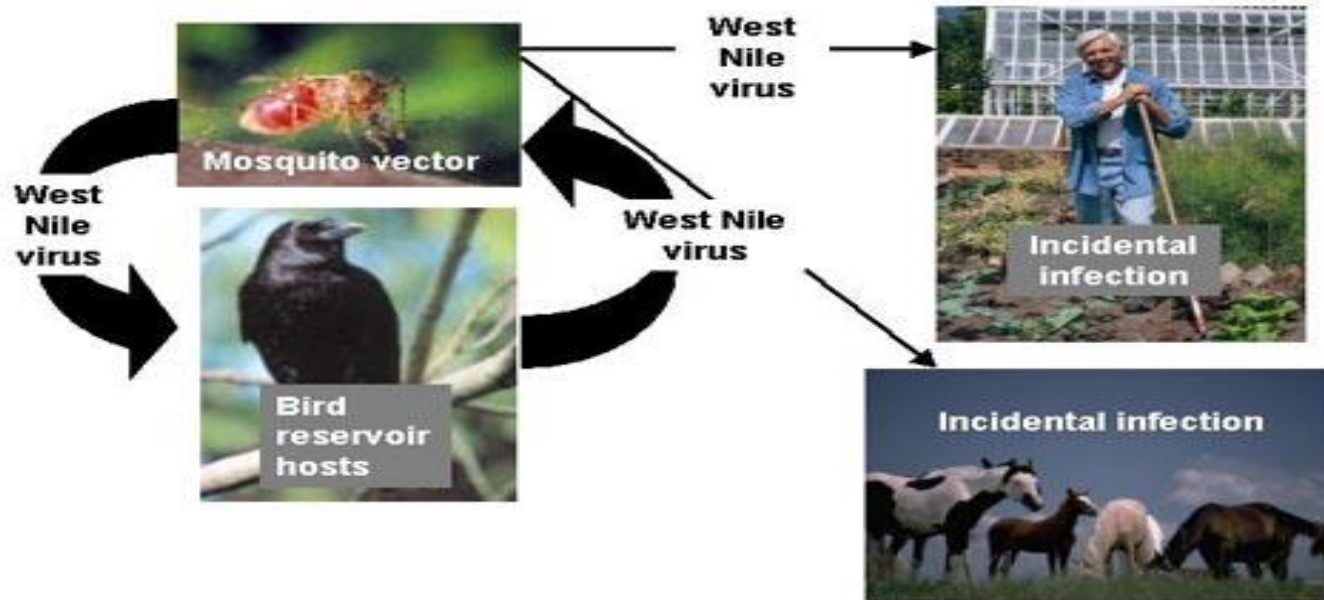 West
Nile
virus
Mosquito vector
West
Nile
virus
West Nile
virus
Bird
reservoir
hosts
Incidental
infection
Incidental infection